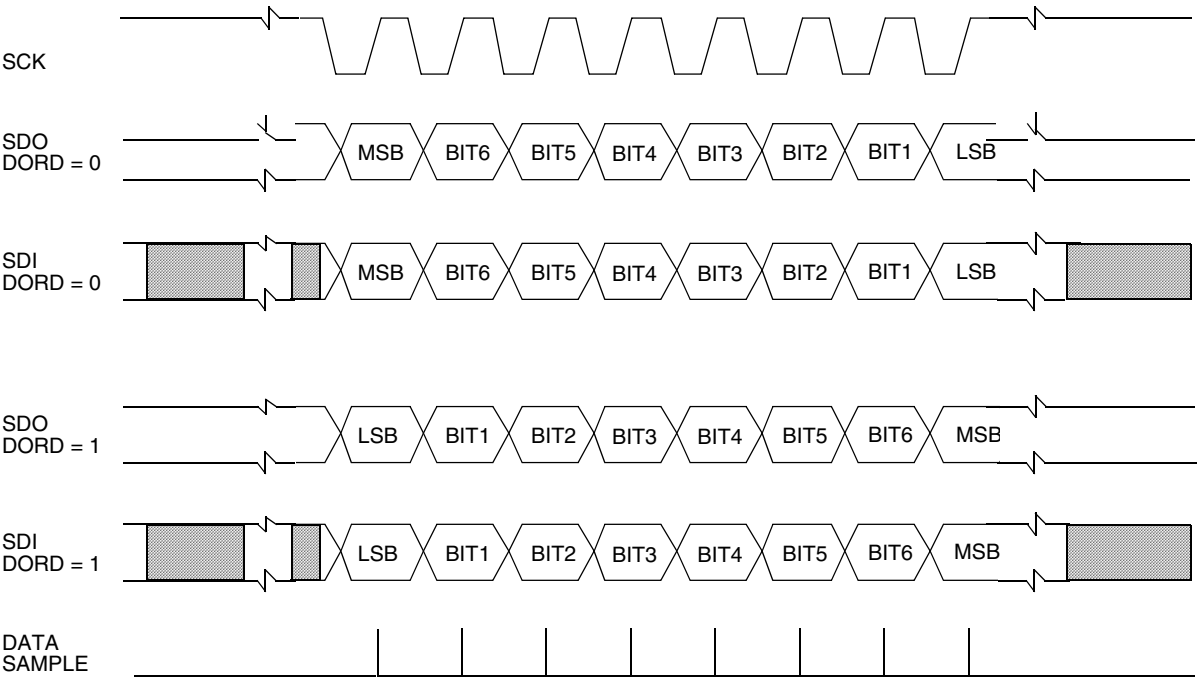 SCK
SDO
DORD = 0
MSB BIT6 BIT5 BIT4 BIT3 BIT2 BIT1 LSB
SDI
DORD = 0
MSB BIT6 BIT5 BIT4 BIT3 BIT2 BIT1 LSB
SDO
DORD = 1
LSB BIT1 BIT2 BIT3 BIT4 BIT5 BIT6 MSB
SDI
DORD = 1
LSB BIT1 BIT2 BIT3 BIT4 BIT5 BIT6 MSB
DATA
SAMPLE